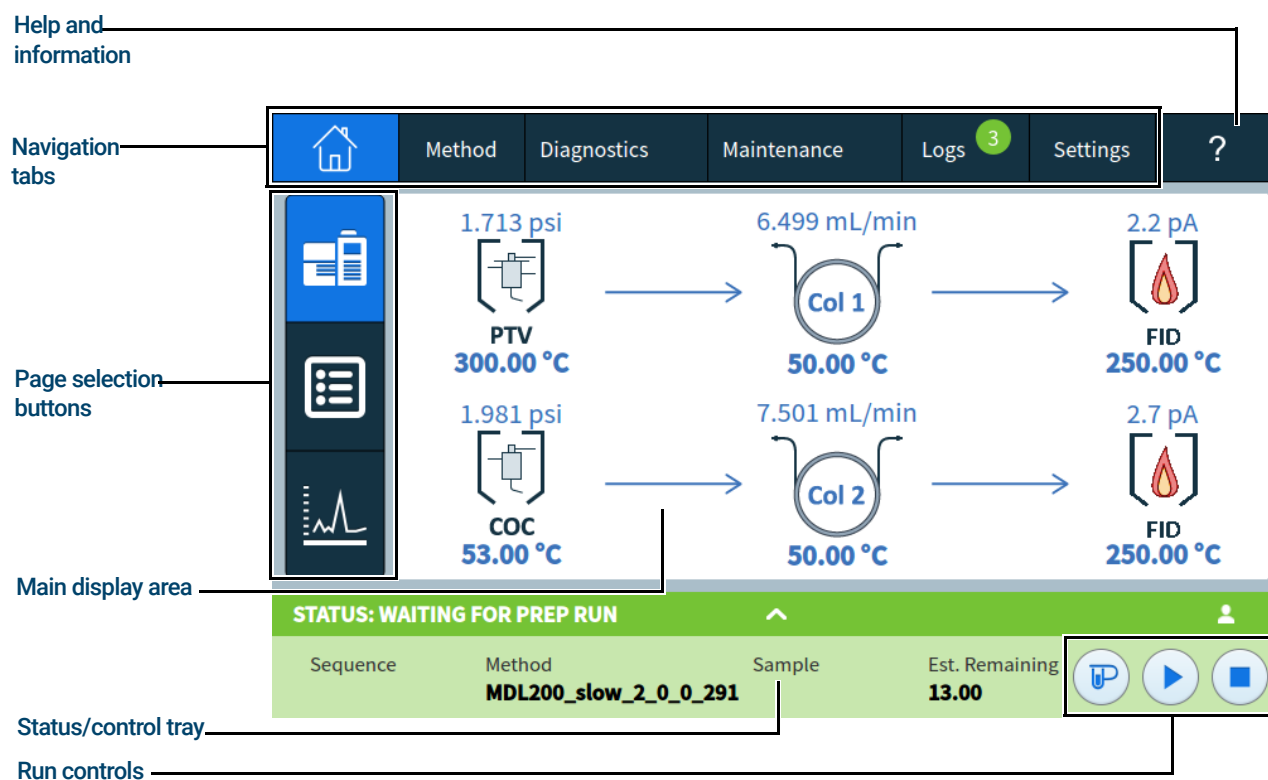 Help and
information
Navigation
tabs
Method Diagnostics Maintenance Logs 3 Settings ?
1.713 psi 6.499 mL/min 2.2 pA
Col 1
PTV FID
300.00 °C 50.00 °C 250.00 °C
Page selection
buttons
1.981 psi 7.501 mL/min 2.7 pA
Col 2
COC FID
53.00 °C 50.00 °C 250.00 °C
Main display area
STATUS: WAITING FOR PREP RUN
Sequence Method Sample Est. Remaining
MDL200_slow_2_0_0_291 13.00
Status/control tray
Run controls